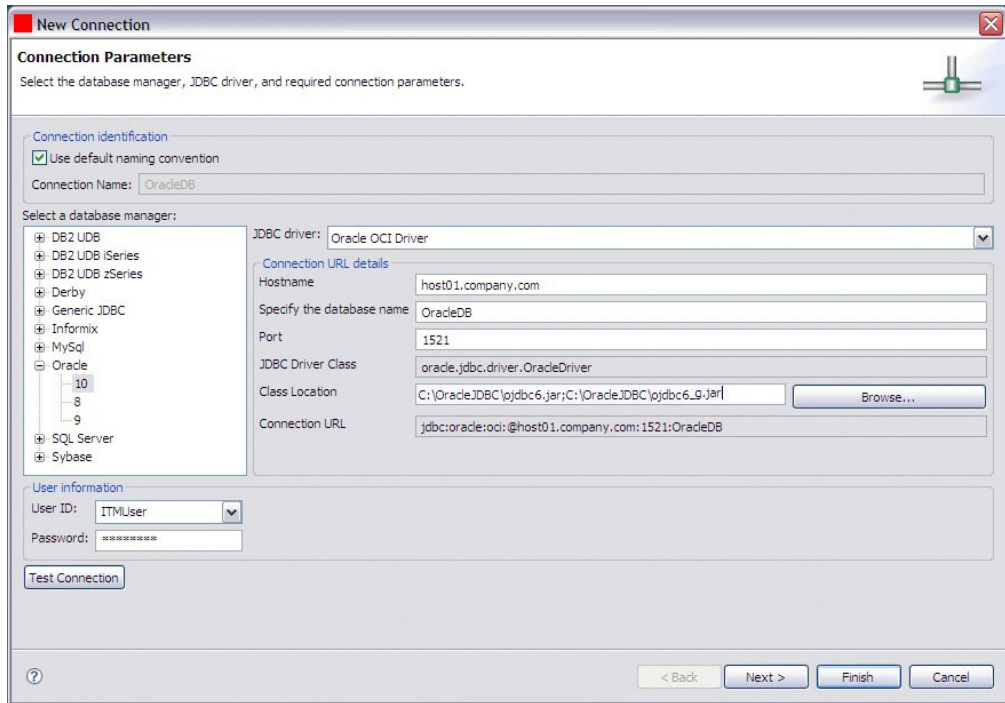 New Connection
Connection Parameters
Select the database manager, JDBC driver, and required connection parameters.
Connection identification
Use default naming convention
Connection Name: OracleDB
Select a database manager:
DB2 UDB
DB2 UDB iSeries
DB2 UDB zSeries
Derby
Generic JDBC
Informix
MySql
Oracle
10
8
9
SQL Server
Sybase
JDBC driver: Oracle OCI Driver
Connection URL details
Hostname host01.company.com
Specify the database name OracleDB
Port 1521
JDBC Driver Class oracle.jdbc.driver.OracleDriver
Class Location C:\OracleJDBC\ojdbc6.jar;C:\OracleJDBC\ojdbc6_g.jar Browse...
Connection URL jdbc:oracle:oci:@host01.company.com:1521:OracleDB
User information
User ID: ITMUser
Password: ********
Test Connection
? < Back Next > Finish Cancel